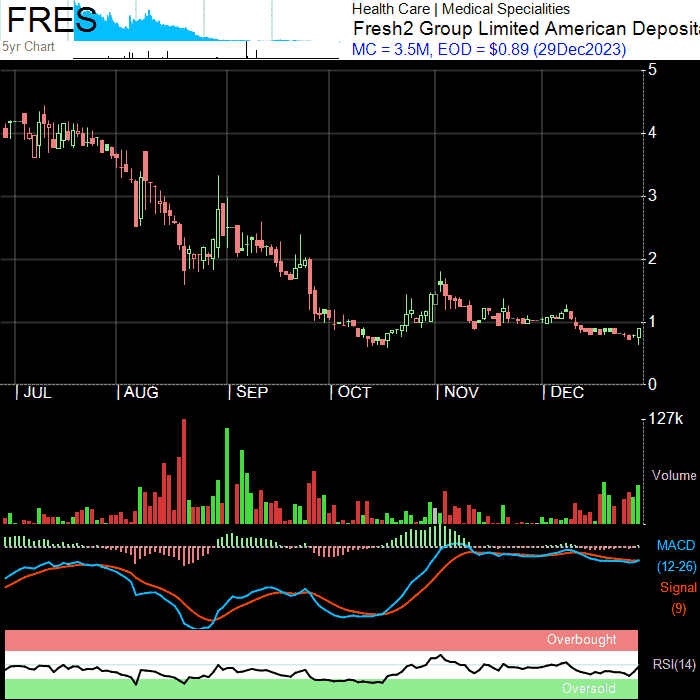 FRES
5yr Chart
Health Care | Medical Specialities
Fresh2 Group Limited American Deposit
MC = 3.5M, EOD = $0.89 (29Dec2023)
5
4
3
2
1
0
JUL AUG SEP OCT NOV DEC
127k
Volume
MACD
(12-26)
Signal
(9)
Overbought
RSI(14)
Oversold